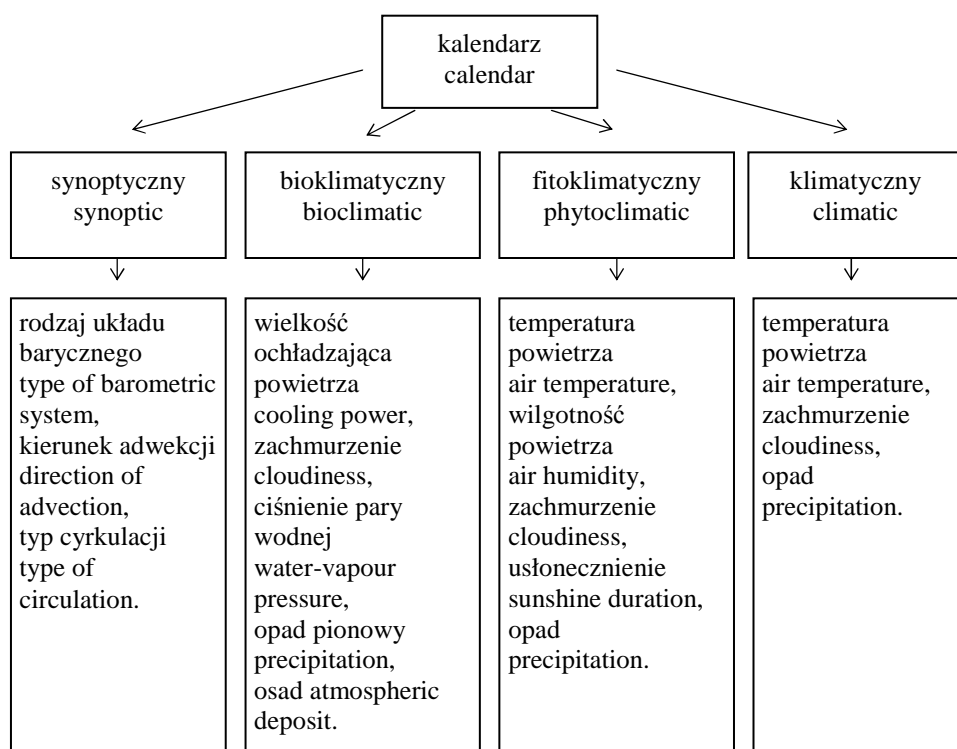 kalendarz
calendar
synoptyczny
synoptic
bioklimatyczny
bioclimatic
fitoklimatyczny
phytoclimatic
klimatyczny
climatic
rodzaj układu
barycznego
type of barometric
system,
kierunek adwekcji
direction of
advection,
typ cyrkulacji
type of
circulation.
wielkość
ochładzająca
powietrza
cooling power,
zachmurzenie
cloudiness,
ciśnienie pary
wodnej
water-vapour
pressure,
opad pionowy
precipitation,
osad atmospheric
deposit.
temperatura
powietrza
air temperature,
wilgotność
powietrza
air humidity,
zachmurzenie
cloudiness,
usłonecznienie
sunshine duration,
opad
precipitation.
temperatura
powietrza
air temperature,
zachmurzenie
cloudiness,
opad
precipitation.